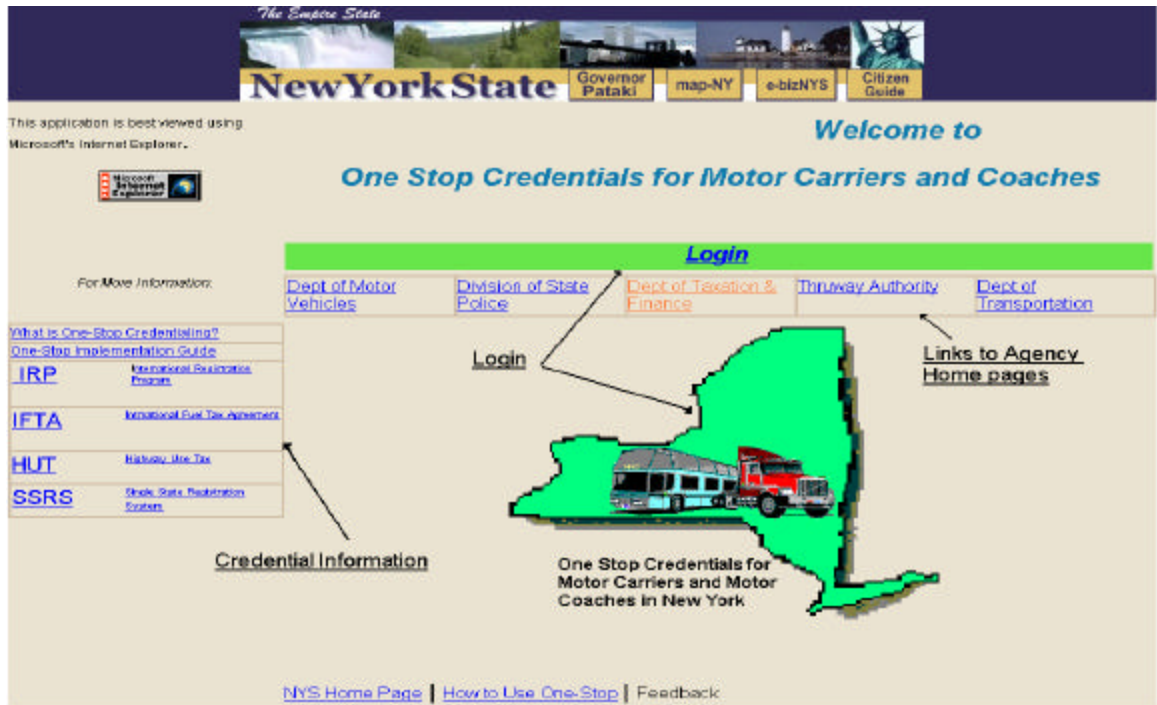 The Empire State
NewYorkState
Governor Pataki
map-NY
e-bizNYS
Citizen Guide
This application is best viewed using
Microsoft's Internet Explorer.
Microsoft
Internet
Explorer
Welcome to
One Stop Credentials for Motor Carriers and Coaches
Login
For More Information:
Dept of Motor
Vehicles
Division of State
Police
Dept of Taxation &
Finance
Thruway Authority
Dept of
Transportation
What is One-Stop Credentialing?
One-Stop Implementation Guide
IRP
International Registration
Program
IFTA
International Fuel Tax Agreement
HUT
Highway Use Tax
SSRS
Single State Registration
System
Login
Links to Agency
Home pages
Credential Information
One Stop Credentials for
Motor Carriers and Motor
Coaches in New York
NYS Home Page | How to Use One-Stop | Feedback